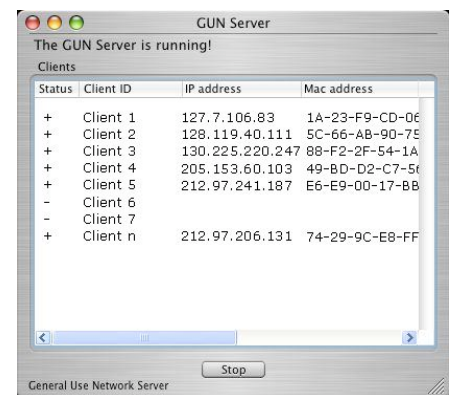 GUN Server
The GUN Server is running!
Clients
Status Client ID IP address Mac address
+ Client 1 127.7.106.83 1A-23-F9-CD-06
+ Client 2 128.119.40.111 5C-66-AB-90-75
+ Client 3 130.225.220.247 88-F2-2F-54-1A
+ Client 4 205.153.60.103 49-BD-D2-C7-56
+ Client 5 212.97.241.187 E6-E9-00-17-BB
- Client 6
- Client 7
+ Client n 212.97.206.131 74-29-9C-E8-FF
Stop
General Use Network Server